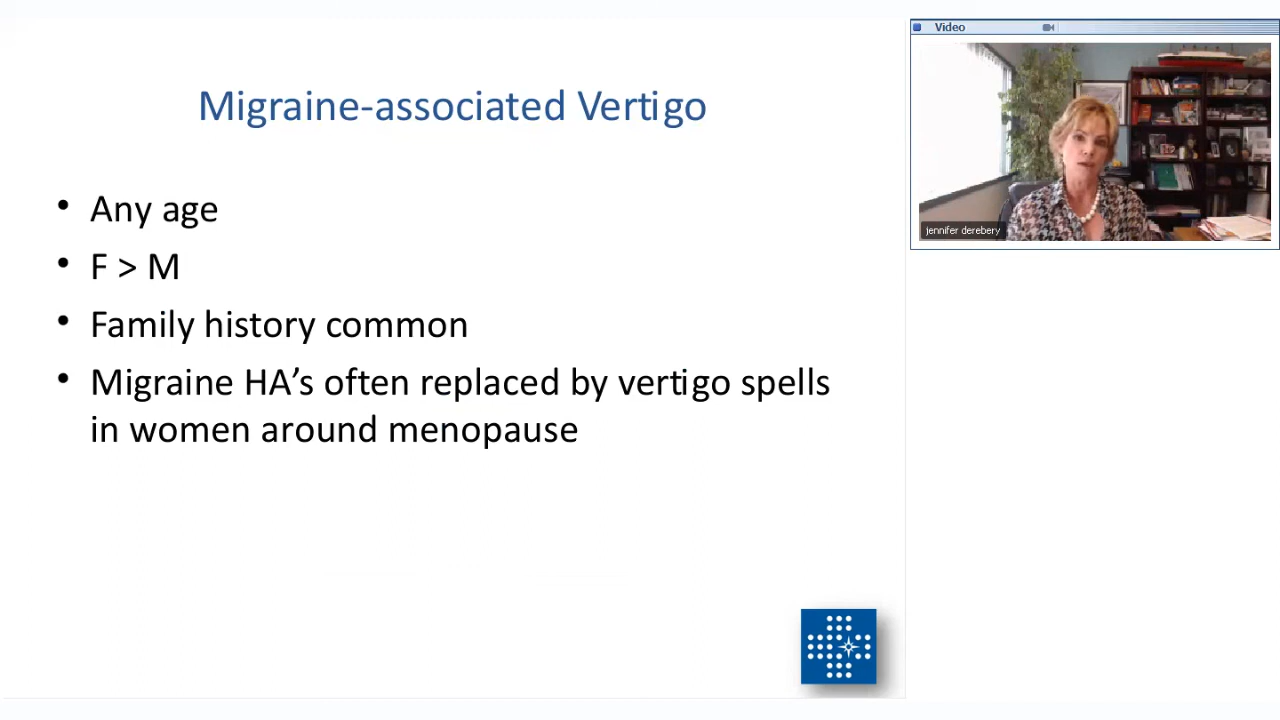 Migraine-associated Vertigo
• Any age
• F > M
• Family history common
• Migraine HA’s often replaced by vertigo spells
in women around menopause
Video
jennifer derebery